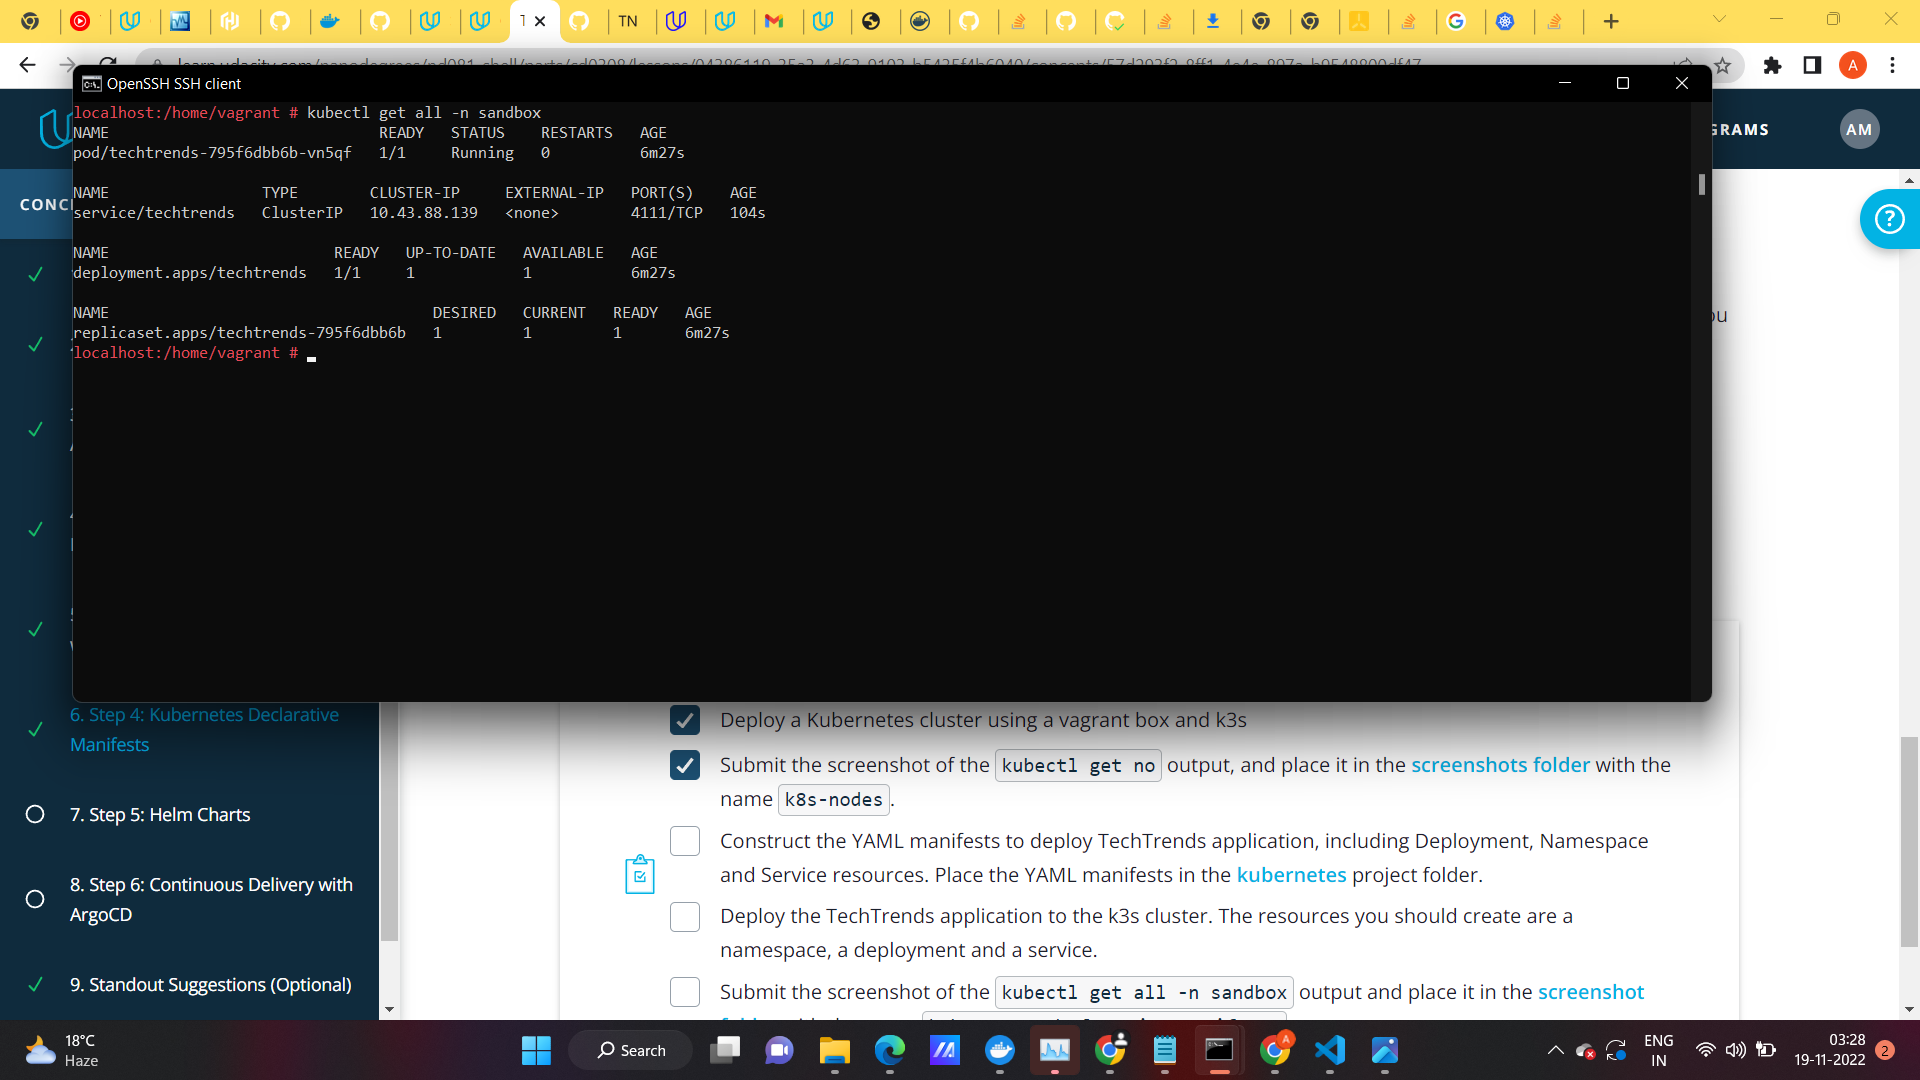 TN
OpenSSH SSH client
A
localhost:/home/vagrant # kubectl get all -n sandbox
NAME READY STATUS RESTARTS AGE
pod/techtrends-795f6dbb6b-vn5qf 1/1 Running 0 6m27s
NAME TYPE CLUSTER-IP EXTERNAL-IP PORT(S) AGE
service/techtrends ClusterIP 10.43.88.139 <none> 4111/TCP 104s
NAME READY UP-TO-DATE AVAILABLE AGE
deployment.apps/techtrends 1/1 1 1 6m27s
NAME DESIRED CURRENT READY AGE
replicaset.apps/techtrends-795f6dbb6b 1 1 1 6m27s
localhost:/home/vagrant #
GRAMS
AM
CONC
6. Step 4: Kubernetes Declarative
Manifests
7. Step 5: Helm Charts
8. Step 6: Continuous Delivery with
ArgoCD
9. Standout Suggestions (Optional)
Deploy a Kubernetes cluster using a vagrant box and k3s
Submit the screenshot of the kubectl get no output, and place it in the screenshots folder with the
name k8s-nodes.
Construct the YAML manifests to deploy TechTrends application, including Deployment, Namespace
and Service resources. Place the YAML manifests in the kubernetes project folder.
Deploy the TechTrends application to the k3s cluster. The resources you should create are a
namespace, a deployment and a service.
Submit the screenshot of the kubectl get all -n sandbox output and place it in the screenshot
18°C
Haze
Search
ENG
IN
03:28
19-11-2022
2